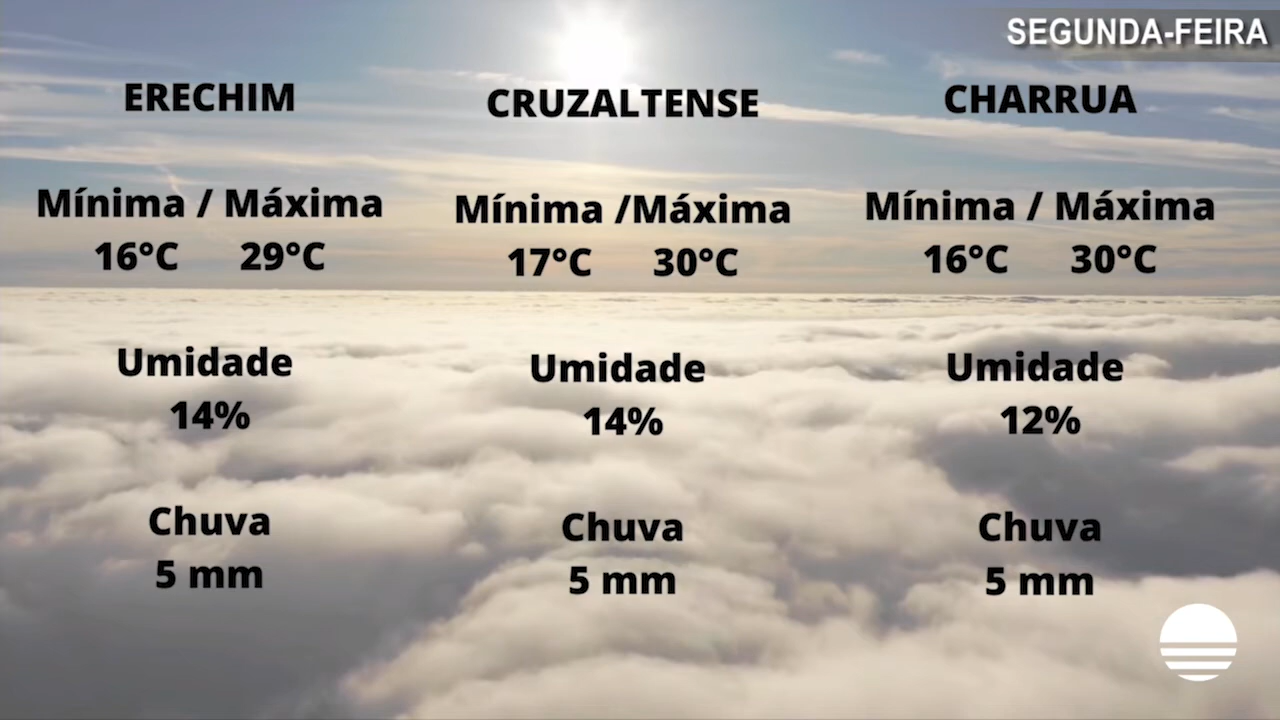 SEGUNDA-FEIRA
ERECHIM
Mínima / Máxima
16°C 29°C
Umidade
14%
Chuva
5 mm
CRUZALTENSE
Mínima /Máxima
17°C 30°C
Umidade
14%
Chuva
5 mm
CHARRUA
Mínima / Máxima
16°C 30°C
Umidade
12%
Chuva
5 mm